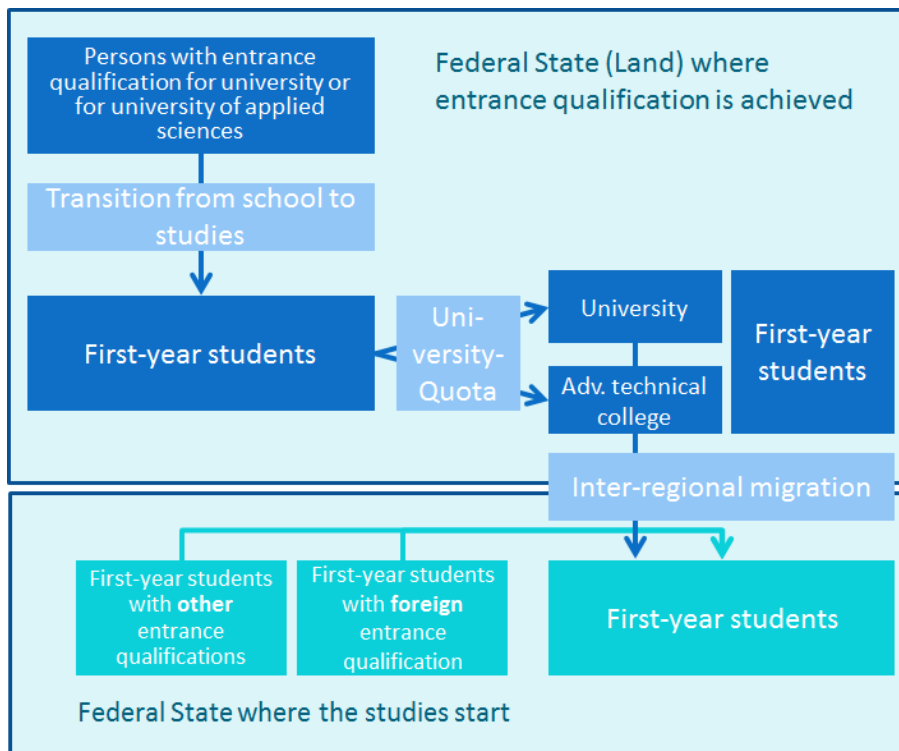 Persons with entrance
qualification for university or
for university of applied
sciences
Federal State (Land) where
entrance qualification is achieved
Transition from school to
studies
First-year students
Uni-
versity-
Quota
University
Adv. technical
college
First-year
students
Inter-regional migration
First-year students
with other
entrance
qualifications
First-year students
with foreign
entrance
qualification
First-year students
Federal State where the studies start